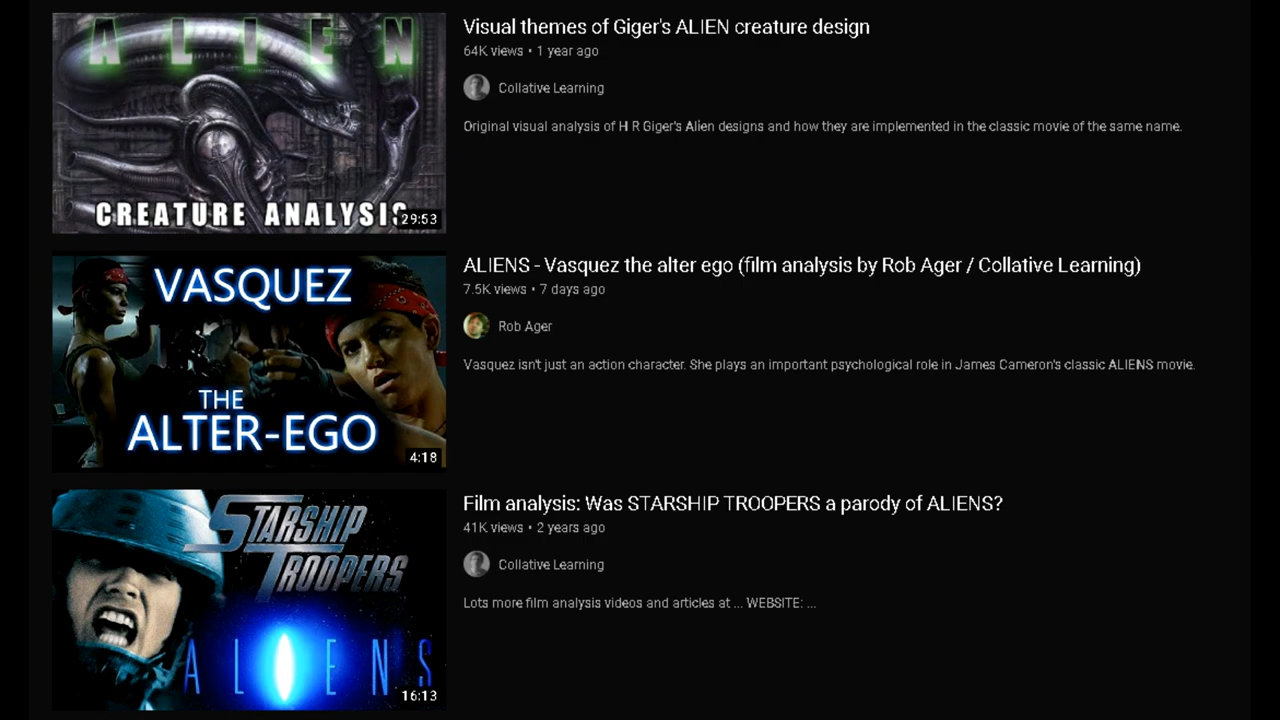 ALIEN
CREATURE ANALYSIS
29:53
Visual themes of Giger's ALIEN creature design
64K views • 1 year ago
Collative Learning
Original visual analysis of H R Giger's Alien designs and how they are implemented in the classic movie of the same name.
VASQUEZ
THE
ALTER-EGO
4:18
ALIENS - Vasquez the alter ego (film analysis by Rob Ager / Collative Learning)
7.5K views • 7 days ago
Rob Ager
Vasquez isn't just an action character. She plays an important psychological role in James Cameron's classic ALIENS movie.
STARSHIP
TROOPERS
ALIENS
16:13
Film analysis: Was STARSHIP TROOPERS a parody of ALIENS?
41K views • 2 years ago
Collative Learning
Lots more film analysis videos and articles at ... WEBSITE: ...